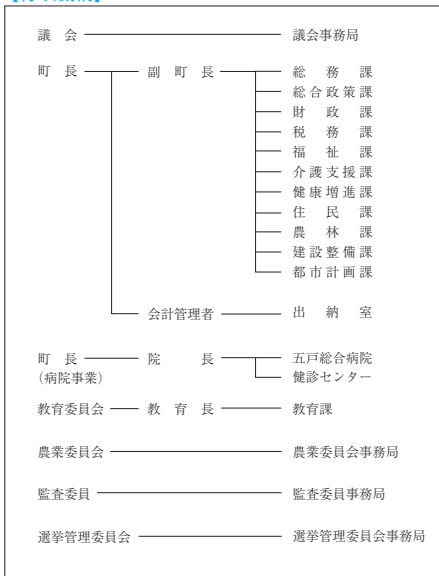 議会 議会事務局
町長 副町長 総務課
総合政策課
財政課
税務課
福祉課
介護支援課
健康増進課
住民課
農林課
建設整備課
都市計画課
会計管理者 出納室
町長 院長 五戸総合病院
(病院事業) 健診センター
教育委員会 教育長 教育課
農業委員会 農業委員会事務局
監査委員 監査委員事務局
選挙管理委員会 選挙管理委員会事務局